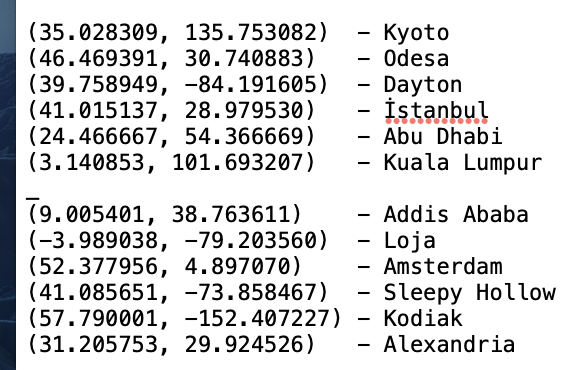 (35.028309, 135.753082)  – Kyoto
(46.469391, 30.740883)   – Odesa
(39.758949, -84.191605)  – Dayton
(41.015137, 28.979530)   – İstanbul
(24.466667, 54.366669)   – Abu Dhabi
(3.140853, 101.693207)   – Kuala Lumpur
_
(9.005401, 38.763611)    – Addis Ababa
(-3.989038, -79.203560)  – Loja
(52.377956, 4.897070)    – Amsterdam
(41.085651, -73.858467)  – Sleepy Hollow
(57.790001, -152.407227) – Kodiak
(31.205753, 29.924526)   – Alexandria